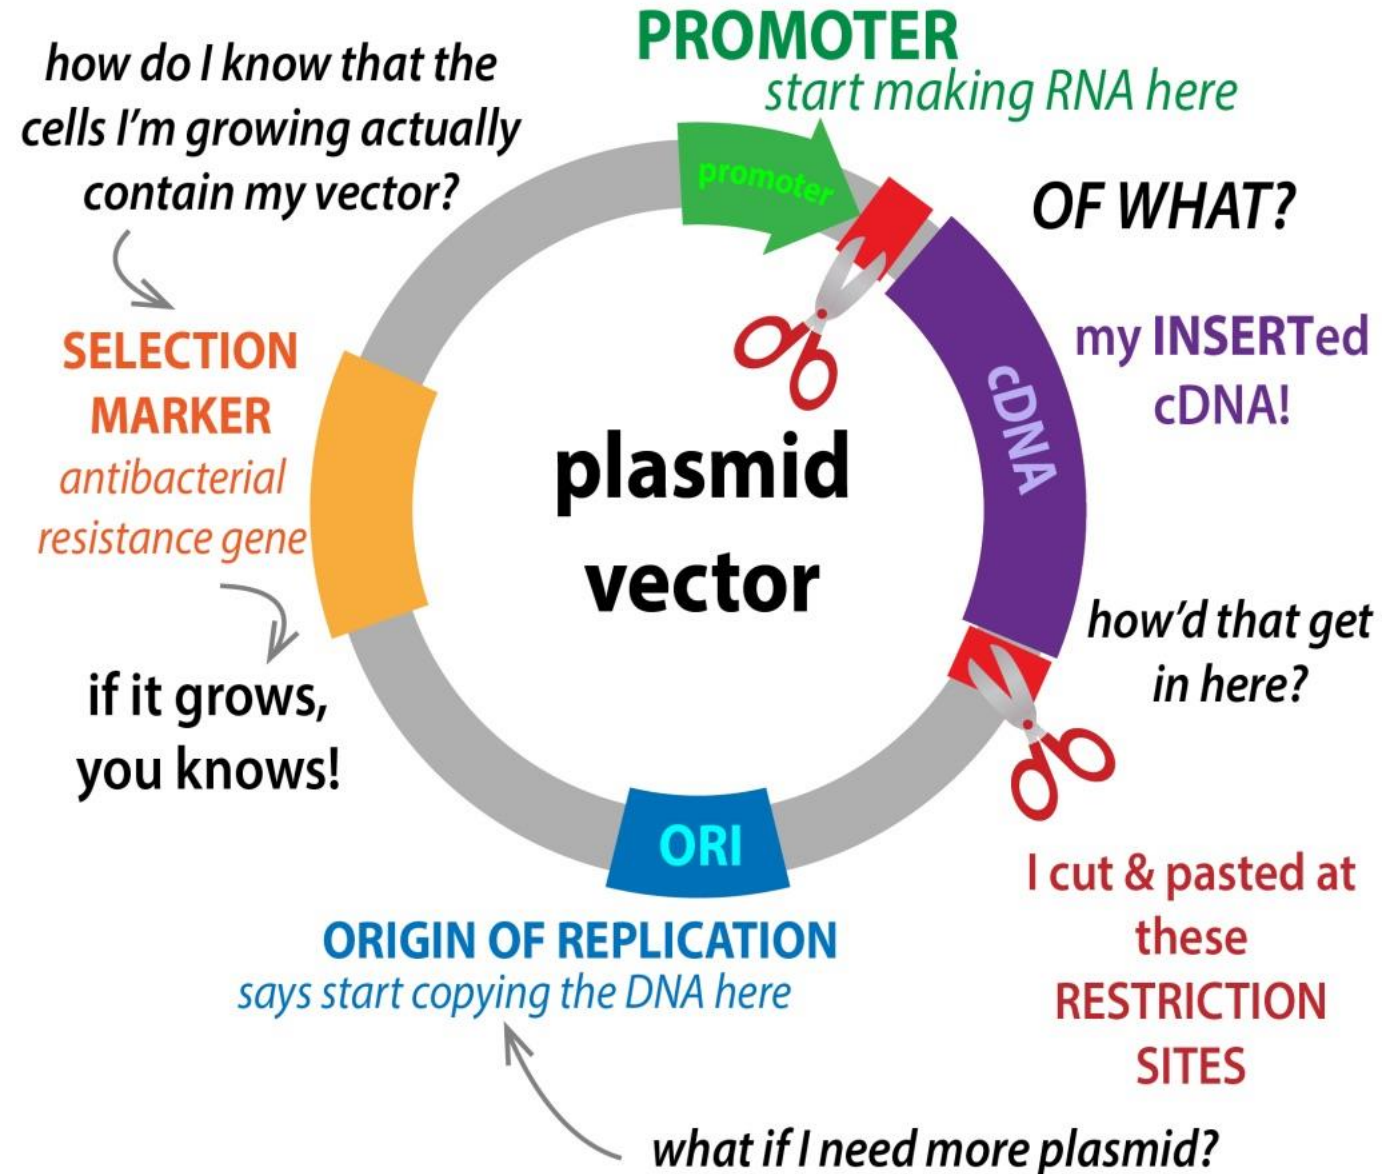 PROMOTER
start making RNA here
how do I know that the
cells I'm growing actually
contain my vector?
promoter
OF WHAT?
SELECTION
MARKER
antibacterial
resistance gene
my INSERTed
cDNA!
cDNA
plasmid
vector
how'd that get
in here?
if it grows,
you knows!
ORI
I cut & pasted at
these
RESTRICTION
SITES
ORIGIN OF REPLICATION
says start copying the DNA here
what if I need more plasmid?